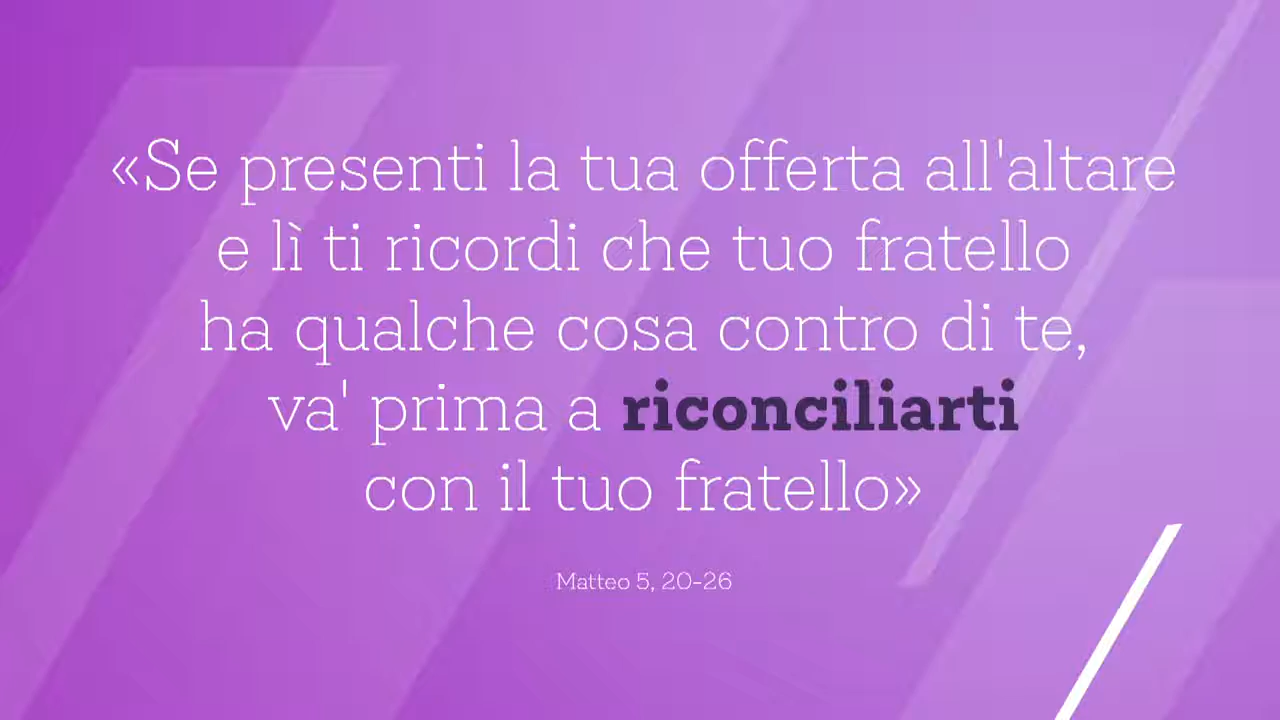 «Se presenti la tua offerta all'altare
e lì ti ricordi che tuo fratello
ha qualche cosa contro di te,
va' prima a riconciliarti
con il tuo fratello»
Matteo 5, 20-26